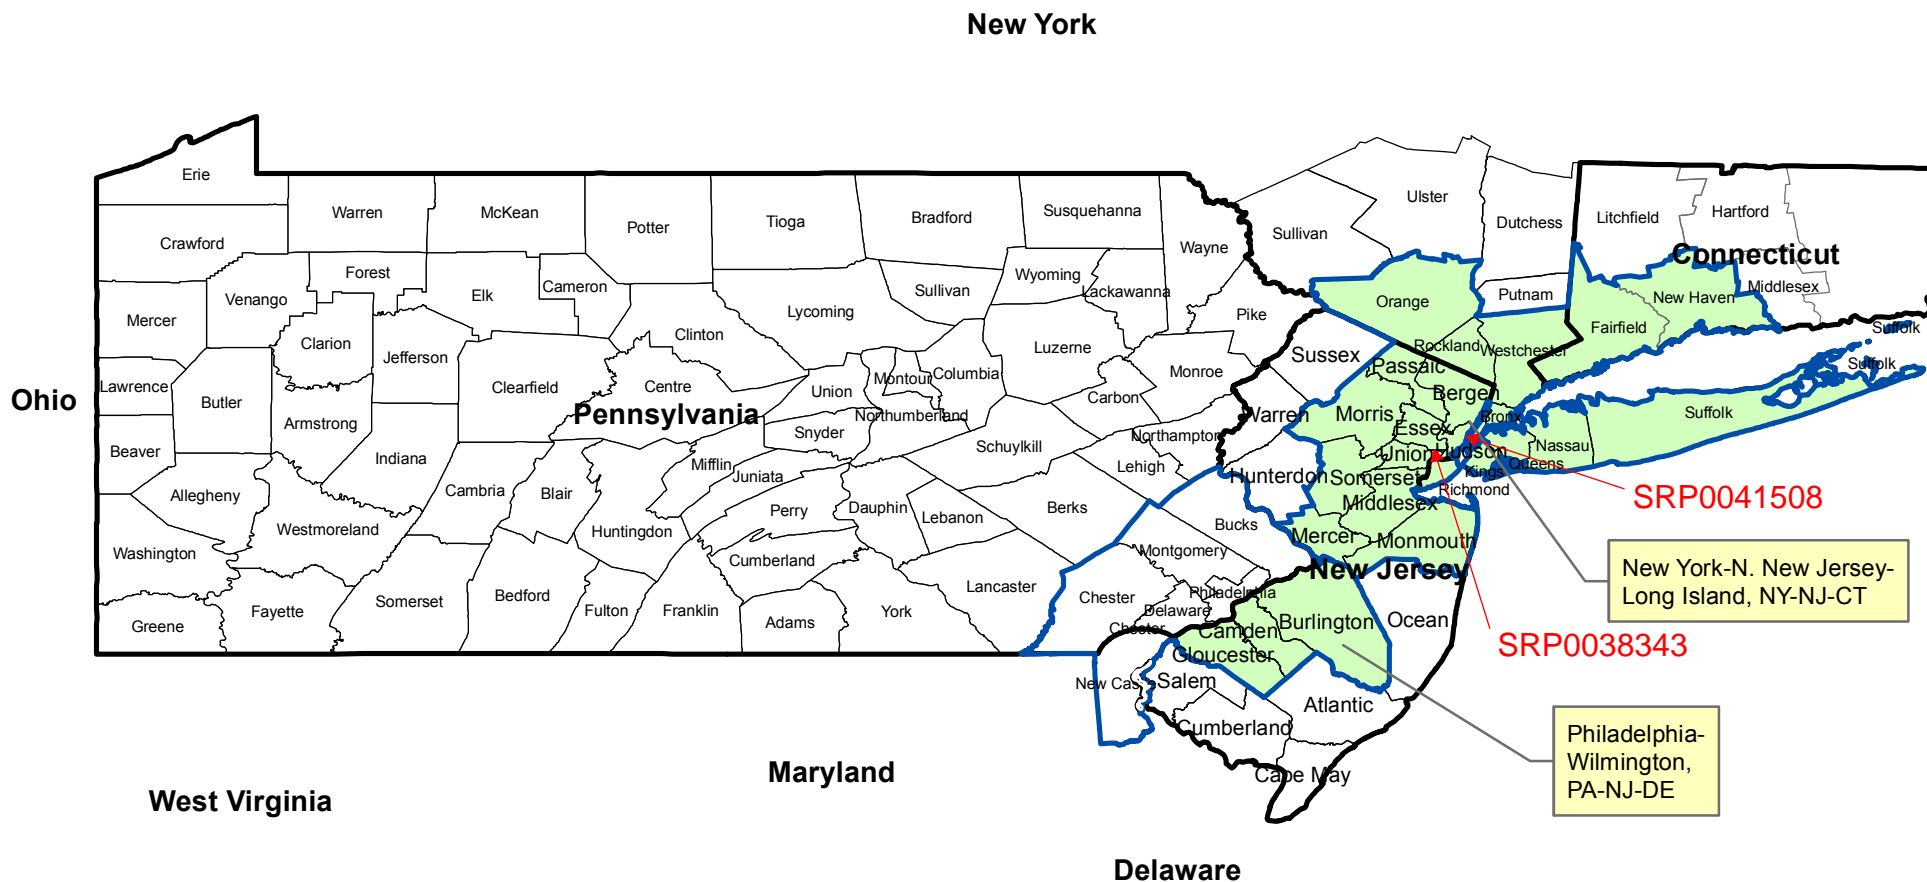 New York
Erie
Warren
McKean
Potter
Tioga
Bradford
Susquehanna
Wayne
Sullivan
Ulster
Dutchess
Litchfield
Hartford
Crawford
Forest
Elk
Cameron
Wyoming
Lackawanna
Sullivan
Connecticut
Middlesex
Putnam
Orange
New Haven
Fairfield
Venango
Mercer
Clarion
Jefferson
Clinton
Lycoming
Pike
Luzerne
Sussex
Rockland
Westchester
Suffolk
Suffolk
Suffolk
Passaic
Bergen
Bronx
Morris
Essex
Nassau
Ohio
Lawrence
Butler
Armstrong
Clearfield
Centre
Pennsylvania
Union
Montour
Columbia
Northumberland
Monroe
Carbon
Warren
Snyder
Schuylkill
Northampton
Lehigh
Hunterdon
Union
Hudson
Queens
Kings
Richmond
Somerset
Middlesex
SRP0041508
Beaver
Indiana
Mifflin
Juniata
Allegheny
Cambria
Blair
Huntingdon
Perry
Dauphin
Lebanon
Berks
Bucks
Mercer
Monmouth
Westmoreland
Washington
Cumberland
Montgomery
New Jersey
New York-N. New Jersey-
Long Island, NY-NJ-CT
Greene
Fayette
Somerset
Bedford
Fulton
Franklin
Adams
York
Lancaster
Chester
Philadelphia
Delaware
Chester
Camden
Burlington
Ocean
Gloucester
SRP0038343
Salem
Atlantic
Cumberland
Cape May
Philadelphia-
Wilmington,
PA-NJ-DE
Maryland
West Virginia
Delaware